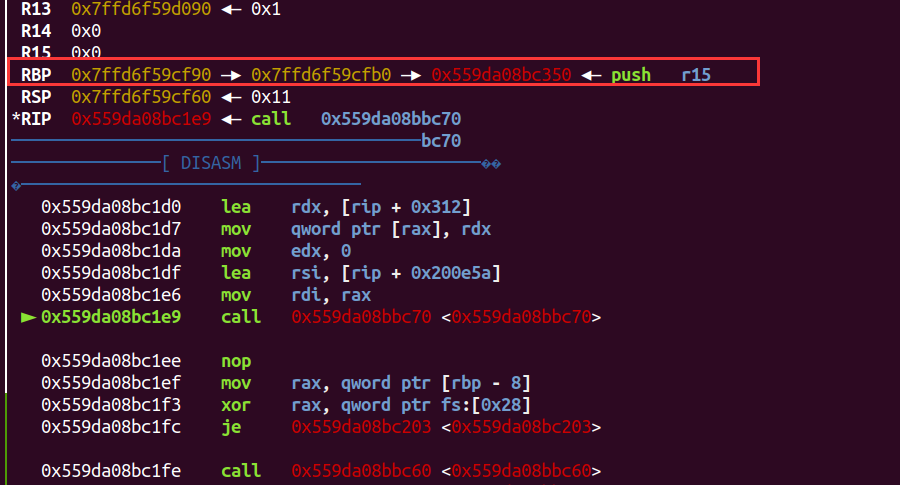 R13 0x7ffd6f59d090 ◂— 0x1
R14 0x0
R15 0x0
RBP 0x7ffd6f59cf90 —▸ 0x7ffd6f59cfb0 —▸ 0x559da08bc350 ◂— push r15
RSP 0x7ffd6f59cf60 ◂— 0x11
*RIP 0x559da08bc1e9 ◂— call 0x559da08bbc70
bc70
[ DISASM ]
0x559da08bc1d0 lea rdx, [rip + 0x312]
0x559da08bc1d7 mov qword ptr [rax], rdx
0x559da08bc1da mov edx, 0
0x559da08bc1df lea rsi, [rip + 0x200e5a]
0x559da08bc1e6 mov rdi, rax
► 0x559da08bc1e9 call 0x559da08bbc70 <0x559da08bbc70>
0x559da08bc1ee nop
0x559da08bc1ef mov rax, qword ptr [rbp - 8]
0x559da08bc1f3 xor rax, qword ptr fs:[0x28]
0x559da08bc1fc je 0x559da08bc203 <0x559da08bc203>
0x559da08bc1fe call 0x559da08bbc60 <0x559da08bbc60>